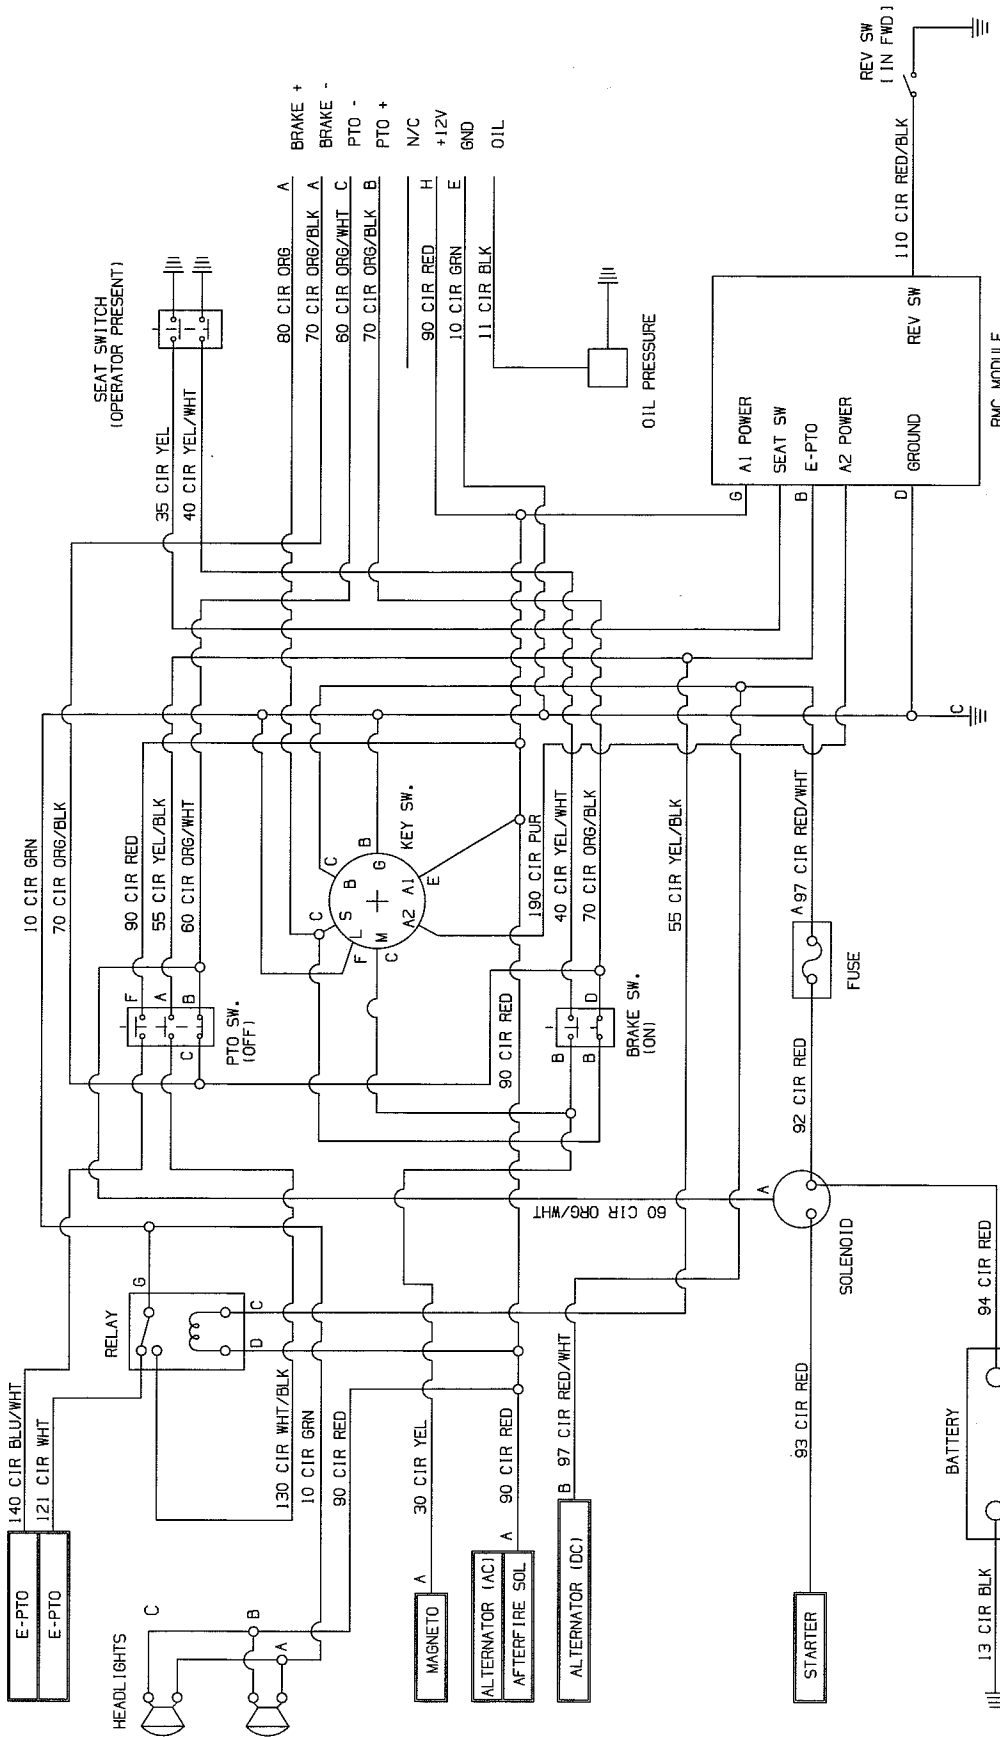 140 CIR BLU/WHT
121 CIR WHT
E-PTO
E-PTO
HEADLIGHTS
C
B
A
RELAY
G
D
C
130 CIR WHT/BLK
10 CIR GRN
90 CIR RED
10 CIR GRN
70 CIR ORG/BLK
90 CIR RED
55 CIR YEL/BLK
60 CIR ORG/WHT
F
A
B
C
PTO SW.
(OFF)
SEAT SWITCH
(OPERATOR PRESENT)
35 CIR YEL
40 CIR YEL/WHT
80 CIR ORG A BRAKE +
70 CIR ORG/BLK A BRAKE -
60 CIR ORG/WHT C PTO -
70 CIR ORG/BLK B PTO +
N/C
90 CIR RED H +12V
10 CIR GRN E GND
11 CIR BLK OIL
OIL PRESSURE
KEY SW.
C
C
B
F
C
E
B
S
L
G
M
A2
A1
30 CIR YEL
A
MAGNETO
90 CIR RED
A
ALTERNATOR (AC)
AFTERFIRE SOL
B 97 CIR RED/WHT
ALTERNATOR (DC)
90 CIR RED
190 CIR PUR
40 CIR YEL/WHT
70 CIR ORG/BLK
B
B
D
BRAKE SW.
(ON)
60 CIR ORG/WHT
55 CIR YEL/BLK
A
SOLENOID
STARTER
93 CIR RED
92 CIR RED
FUSE
A 97 CIR RED/WHT
C
G A1 POWER
SEAT SW
B E-PTO
A2 POWER
D GROUND
REV SW
RMC MODULE
110 CIR RED/BLK
REV SW
(IN FWD)
BATTERY
94 CIR RED
13 CIR BLK